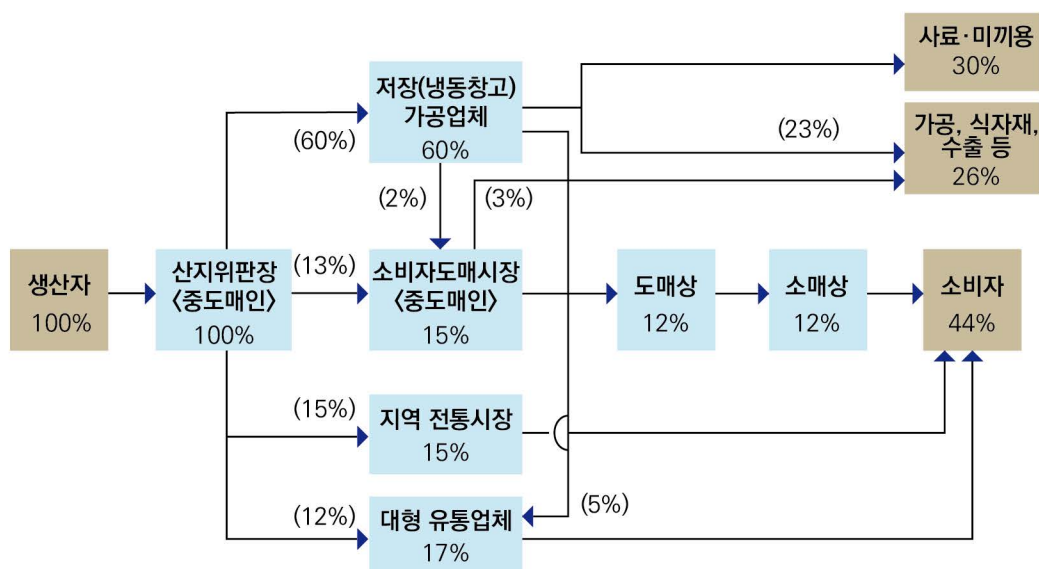 사료·미끼용
30%
저장(냉동창고)
가공업체
60%
(60%)
(23%)
가공, 식자재,
수출 등
26%
(2%)
(3%)
생산자
100%
산지위판장
〈중도매인〉
100%
(13%)
소비자도매시장
〈중도매인〉
15%
도매상
12%
소매상
12%
소비자
44%
(15%)
지역 전통시장
15%
(12%)
대형 유통업체
17%
(5%)